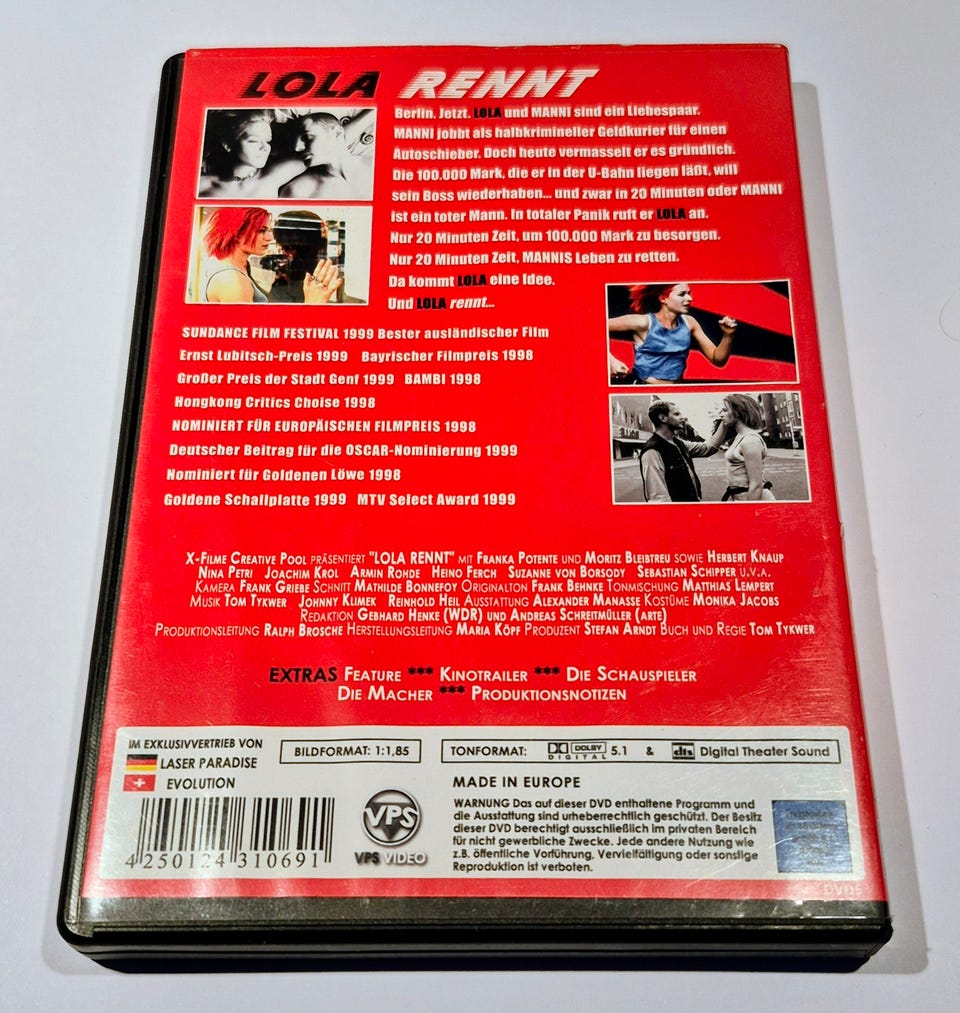 LOLA RENNT
Berlin. Jetzt. LOLA und MANNI sind ein Liebespaar.
MANNI jobbt als halbkrimineller Geldkurier für einen
Autoschieber. Doch heute vermasselt er es gründlich.
Die 100.000 Mark, die er in der U-Bahn liegen läßt, will
sein Boss wiederhaben... und zwar in 20 Minuten oder MANNI
ist ein toter Mann. In totaler Panik ruft er LOLA an.
Nur 20 Minuten Zeit, um 100.000 Mark zu besorgen.
Nur 20 Minuten Zeit, MANNIS Leben zu retten.
Da kommt LOLA eine Idee.
Und LOLA rennt...
SUNDANCE FILM FESTIVAL 1999 Bester ausländischer Film
Ernst Lubitsch-Preis 1999 Bayrischer Filmpreis 1998
Großer Preis der Stadt Genf 1999 BAMBI 1998
Hongkong Critics Choise 1998
NOMINIERT FÜR EUROPÄISCHEN FILMPREIS 1998
Deutscher Beitrag für die OSCAR-Nominierung 1999
Nominiert für Goldenen Löwe 1998
Goldene Schallplatte 1999 MTV Select Award 1999
X-Filme Creative Pool präsentiert "LOLA RENNT" mit Franka Potente und Moritz Bleibtreu sowie Herbert Knaup
Nina Petri Joachim Krol Armin Rohde Heino Ferch Suzanne von Borsody Sebastian Schipper u.v.a.
Kamera Frank Griebe Schnitt Mathilde Bonnefoy Originalton Frank Behnke Tonmischung Matthias Lempert
Musik Tom Tykwer Johnny Klimek Reinhold Heil Ausstattung Alexander Manasse Kostüme Monika Jacobs
Redaktion Gebhard Henke (WDR) und Andreas Schreitmüller (arte)
Produktionsleitung Ralph Brosche Herstellungsleitung Maria Köpf Produzent Stefan Arndt Buch und Regie Tom Tykwer
EXTRAS Feature *** Kinotrailer *** Die Schauspieler
Die Macher *** Produktionsnotizen
IM EXKLUSIVVERTRIEB VON
LASER PARADISE
EVOLUTION
BILDFORMAT: 1:1,85
TONFORMAT: DOLBY DIGITAL 5.1 & dts Digital Theater Sound
MADE IN EUROPE
WARNUNG Das auf dieser DVD enthaltene Programm und
die Ausstattung sind urheberrechtlich geschützt. Der Besitz
dieser DVD berechtigt ausschließlich im privaten Bereich
für nicht gewerbliche Zwecke. Jede andere Nutzung wie
z.B. öffentliche Vorführung, Vervielfältigung oder sonstige
Reproduktion ist verboten.
4 250124 310691
VPS
VPS VIDEO
DVD5